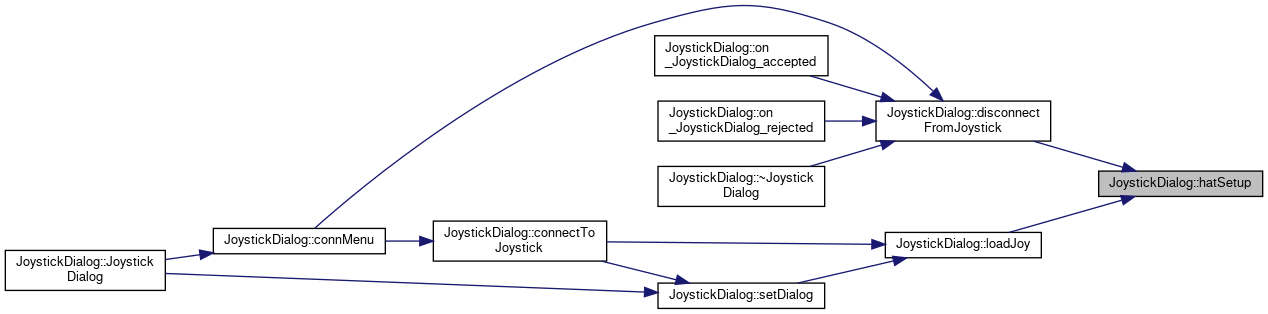 JoystickDialog::on
_JoystickDialog_accepted
JoystickDialog::disconnect
FromJoystick
JoystickDialog::on
_JoystickDialog_rejected
JoystickDialog::~Joystick
Dialog
JoystickDialog::hatSetup
JoystickDialog::connMenu
JoystickDialog::connectTo
Joystick
JoystickDialog::loadJoy
JoystickDialog::Joystick
Dialog
JoystickDialog::setDialog